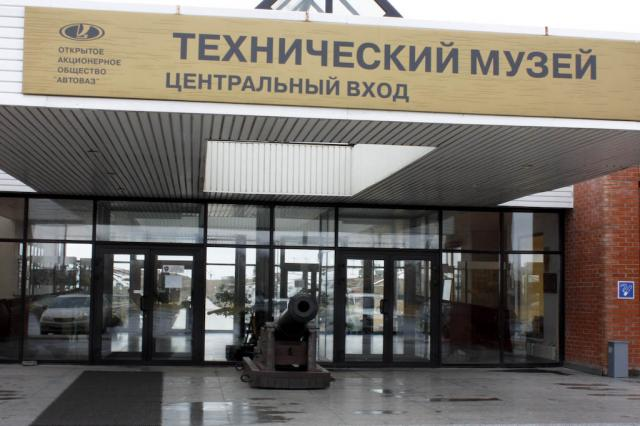 ОТКРЫТОЕ
АКЦИОНЕРНОЕ
ОБЩЕСТВО
"АВТОВАЗ"
ТЕХНИЧЕСКИЙ МУЗЕЙ
ЦЕНТРАЛЬНЫЙ ВХОД